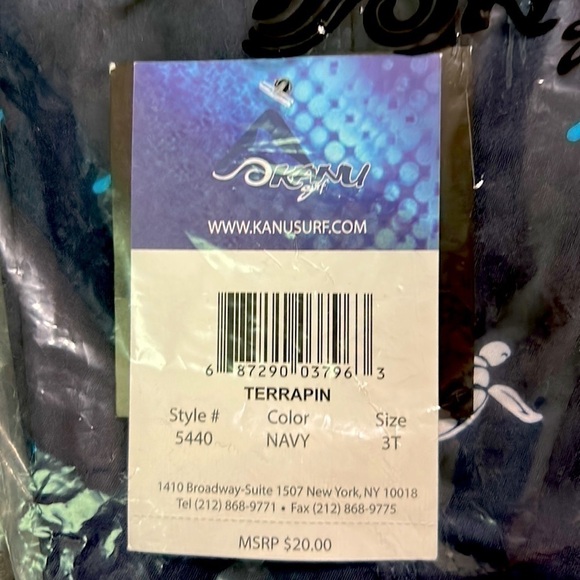 KANU
surf
WWW.KANUSURF.COM
6 87290 03796 3
TERRAPIN
Style # Color Size
5440 NAVY 3T
1410 Broadway-Suite 1507 New York, NY 10018
Tel (212) 868-9771 • Fax (212) 868-9775
MSRP $20.00